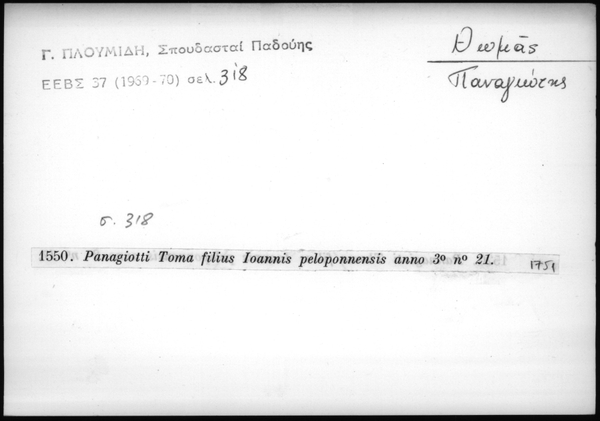 Γ. ΠΛΟΥΜΙΔΗ, Σπουδασταί Παδούης
ΕΕΒΣ 37 (1969-70) σελ. 318
Θωμᾶς
Παναγιώτης
σ. 318
1550. Panagiotti Toma filius Ioannis peloponnensis anno 3º nº 21.
1751